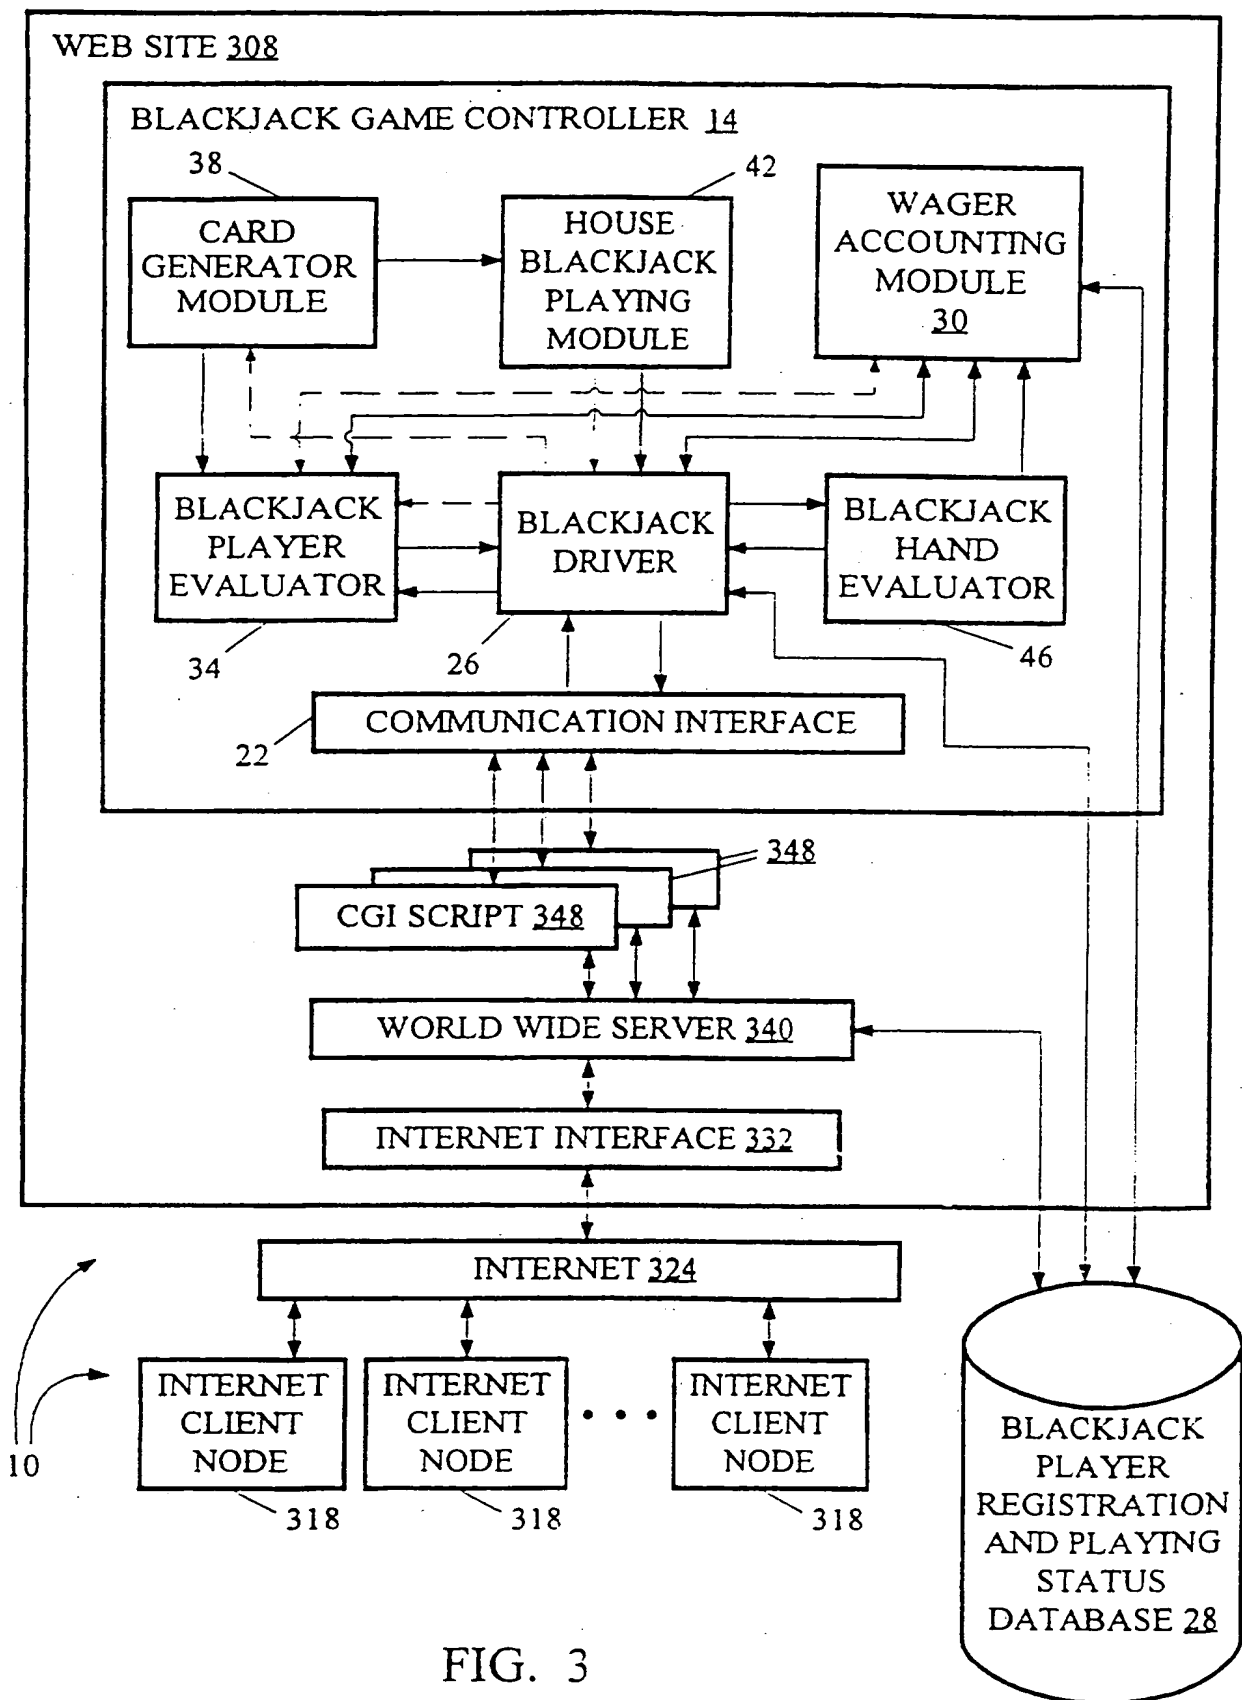 WEB SITE 308
BLACKJACK GAME CONTROLLER 14
38
42
CARD
GENERATOR
MODULE
HOUSE
BLACKJACK
PLAYING
MODULE
WAGER
ACCOUNTING
MODULE
30
BLACKJACK
PLAYER
EVALUATOR
BLACKJACK
DRIVER
BLACKJACK
HAND
EVALUATOR
34
26
46
COMMUNICATION INTERFACE
22
348
CGI SCRIPT 348
WORLD WIDE SERVER 340
INTERNET INTERFACE 332
INTERNET 324
INTERNET
CLIENT
NODE
INTERNET
CLIENT
NODE
INTERNET
CLIENT
NODE
10
318
318
318
BLACKJACK
PLAYER
REGISTRATION
AND PLAYING
STATUS
DATABASE 28
FIG. 3